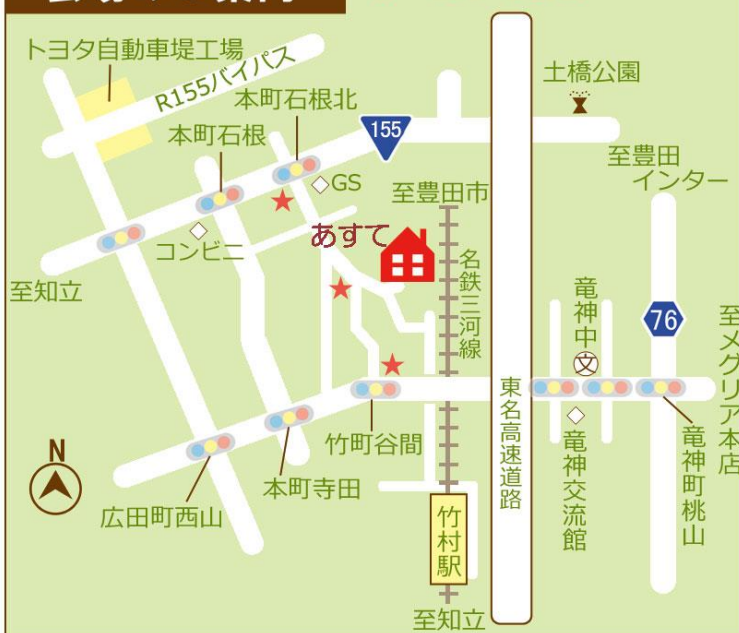 トヨタ自動車堤工場
R155バイパス
本町石根北
本町石根
155
土橋公園
至豊田
インター
GS
至豊田市
あすて
コンビニ
至知立
名鉄三河線
竜神中
文
76
至メグリア本店
東名高速道路
竹町谷間
本町寺田
広田町西山
竜神交流館
竜神町桃山
N
竹村駅
至知立